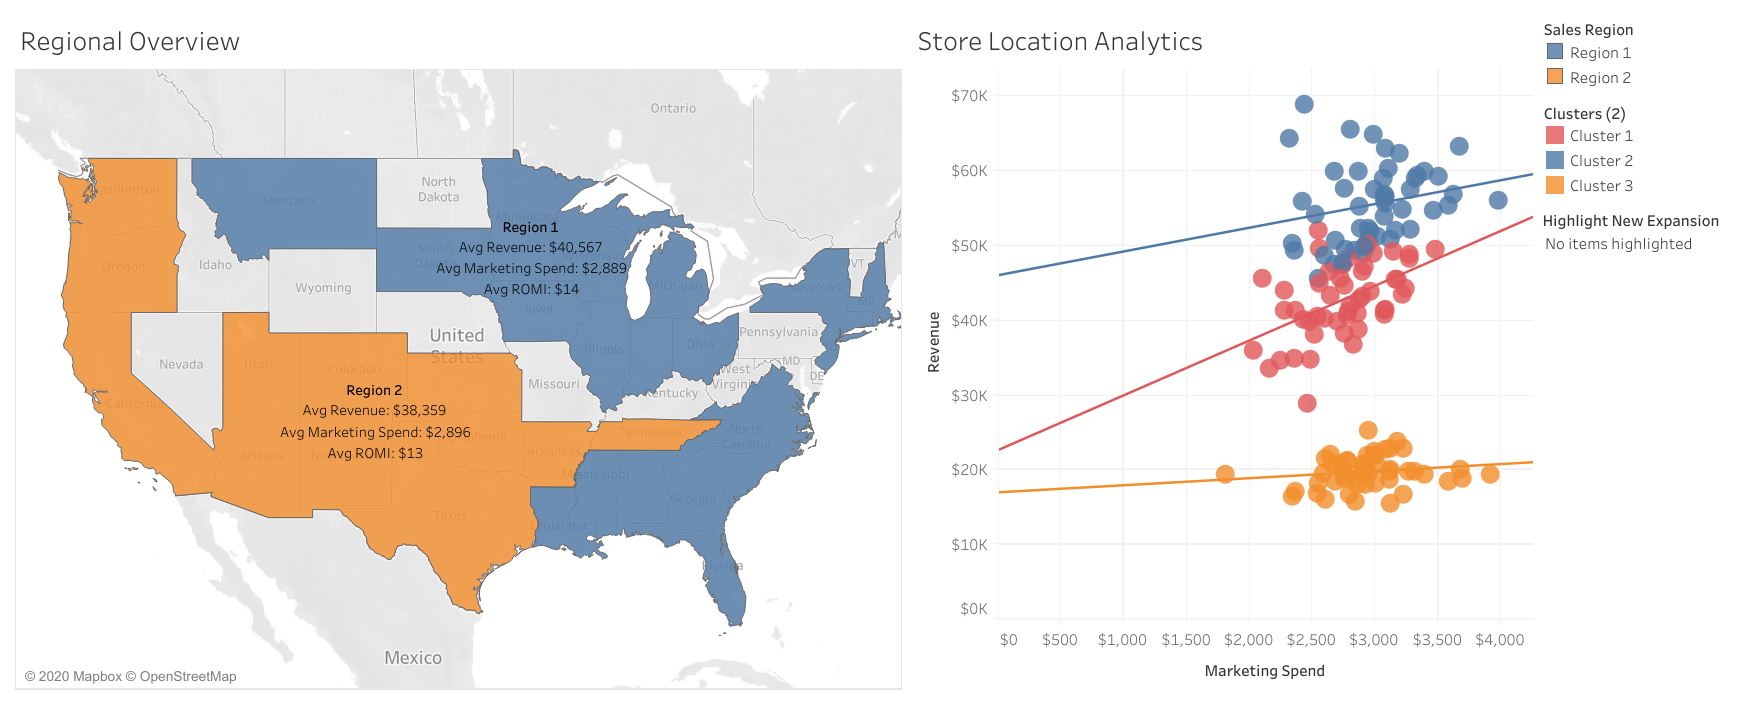 Regional Overview
Store Location Analytics
Sales Region
Region 1
Region 2
Clusters (2)
Cluster 1
Cluster 2
Cluster 3
Highlight New Expansion
No items highlighted
Ontario
Washington
Montana
North
Dakota
Minnesota
Region 1
Avg Revenue: $40,567
Avg Marketing Spend: $2,889
Avg ROMI: $14
South
Wisconsin
Oregon
Idaho
Wyoming
Iowa
Michigan
New York
VT
MA
United
States
Nevada
Utah
Colorado
Illinois
Ohio
Pennsylvania
MD
DE
West
Virginia
Missouri
Kentucky
California
Region 2
Avg Revenue: $38,359
Avg Marketing Spend: $2,896
Avg ROMI: $13
Arizona
Oklahoma
Arkansas
Tennessee
North
Carolina
Mississippi
Georgia
Texas
Louisiana
Florida
Mexico
© 2020 Mapbox © OpenStreetMap
Revenue
$70K
$60K
$50K
$40K
$30K
$20K
$10K
$0K
$0 $500 $1,000 $1,500 $2,000 $2,500 $3,000 $3,500 $4,000
Marketing Spend